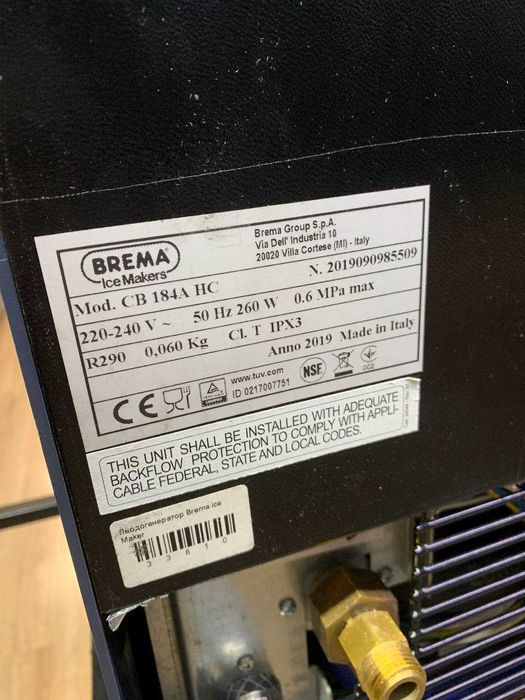 BREMA
Ice Makers
Brema Group S.p.A.
Via Dell' Industria 10
20020 Villa Cortese (MI) - Italy
Mod. CB 184A HC
N. 2019090985509
220-240 V ~ 50 Hz 260 W 0.6 MPa max
R290 0,060 Kg Cl. T IPX3
Anno 2019 Made in Italy
CE
www.tuv.com
ID 0217007751
NSF
002
THIS UNIT SHALL BE INSTALLED WITH ADEQUATE
BACKFLOW PROTECTION TO COMPLY WITH APPLI-
CABLE FEDERAL, STATE AND LOCAL CODES.
Льодогенератор Brema Ice
Maker
33810